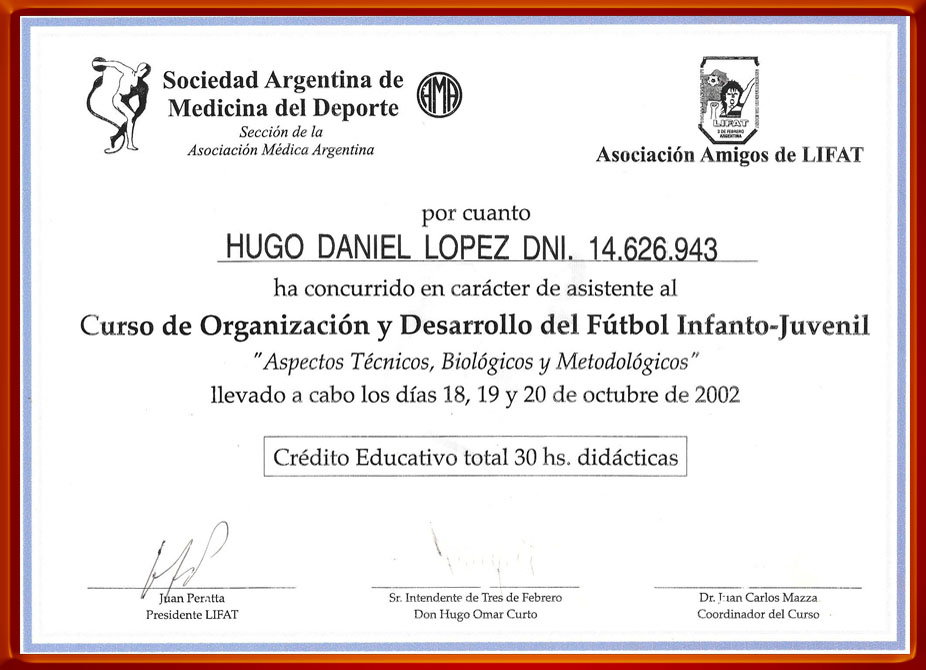 Sociedad Argentina de
Medicina del Deporte
Sección de la
Asociación Médica Argentina
AMA
LIFAT
3 DE FEBRERO
ARGENTINA
Asociación Amigos de LIFAT
por cuanto
HUGO DANIEL LOPEZ DNI. 14.626.943
ha concurrido en carácter de asistente al
Curso de Organización y Desarrollo del Fútbol Infanto-Juvenil
"Aspectos Técnicos, Biológicos y Metodológicos"
llevado a cabo los días 18, 19 y 20 de octubre de 2002
Crédito Educativo total 30 hs. didácticas
Juan Peratta
Presidente LIFAT
Sr. Intendente de Tres de Febrero
Don Hugo Omar Curto
Dr. Juan Carlos Mazza
Coordinador del Curso